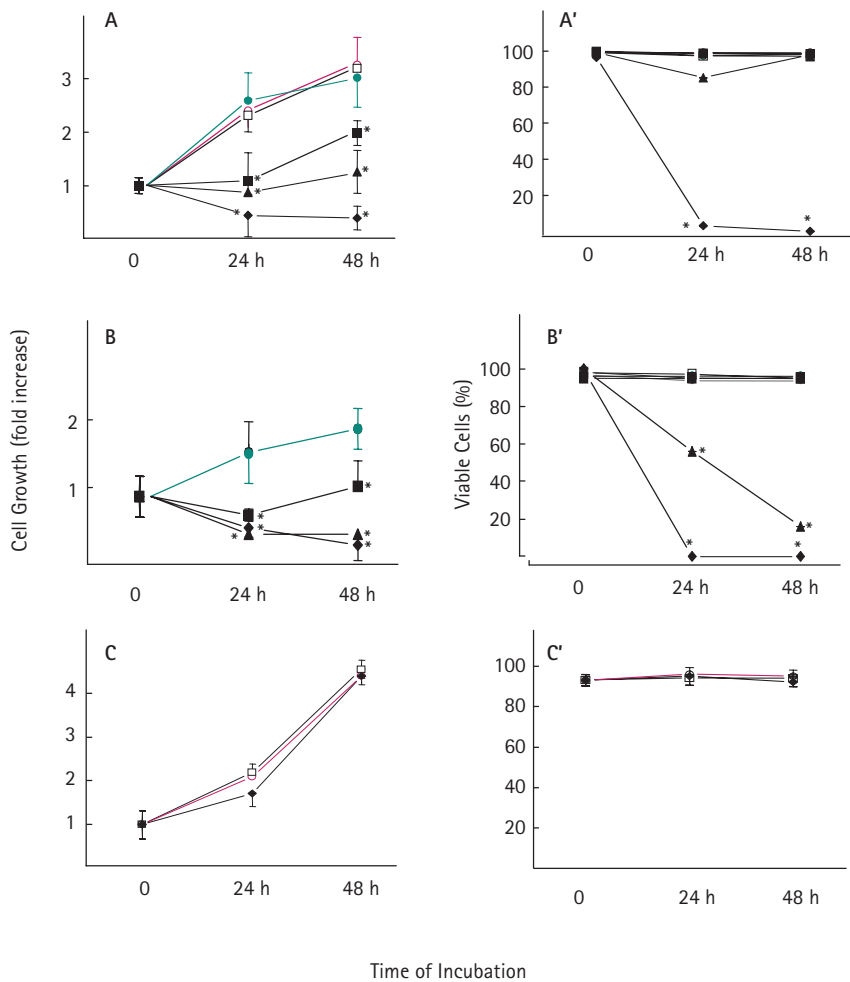 A
3
2
1
0 24 h 48 h
*
*
*
*
*
*
A'
100
80
60
40
20
0 24 h 48 h
*
*
Cell Growth (fold increase)
B
2
1
0 24 h 48 h
*
*
*
*
*
*
Viable Cells (%)
B'
100
80
60
40
20
0 24 h 48 h
*
*
*
*
C
4
3
2
1
0 24 h 48 h
C'
100
80
60
40
20
0 24 h 48 h
Time of Incubation